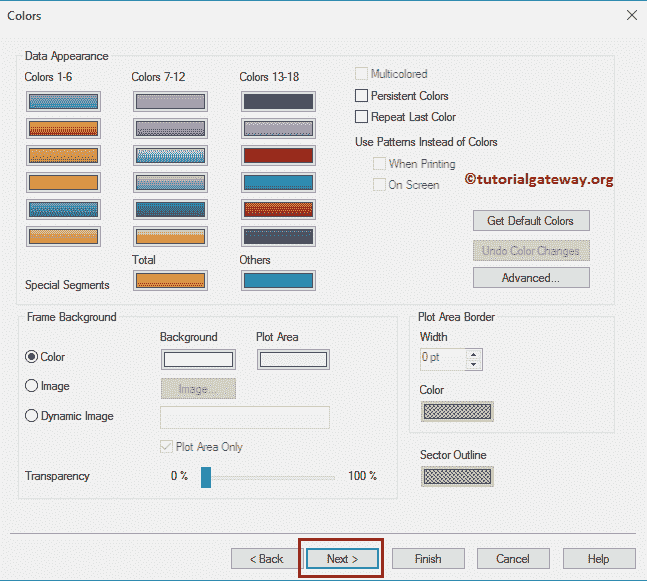 Colors
Data Appearance
Colors 1-6
Colors 7-12
Colors 13-18
Multicolored
Persistent Colors
Repeat Last Color
Use Patterns Instead of Colors
When Printing
On Screen
©tutorialgateway.org
Get Default Colors
Undo Color Changes
Advanced...
Total
Others
Special Segments
Frame Background
Background
Plot Area
Color
Image
Image...
Dynamic Image
Plot Area Only
Transparency
0 %
100 %
Plot Area Border
Width
0 pt
Color
Sector Outline
< Back
Next >
Finish
Cancel
Help